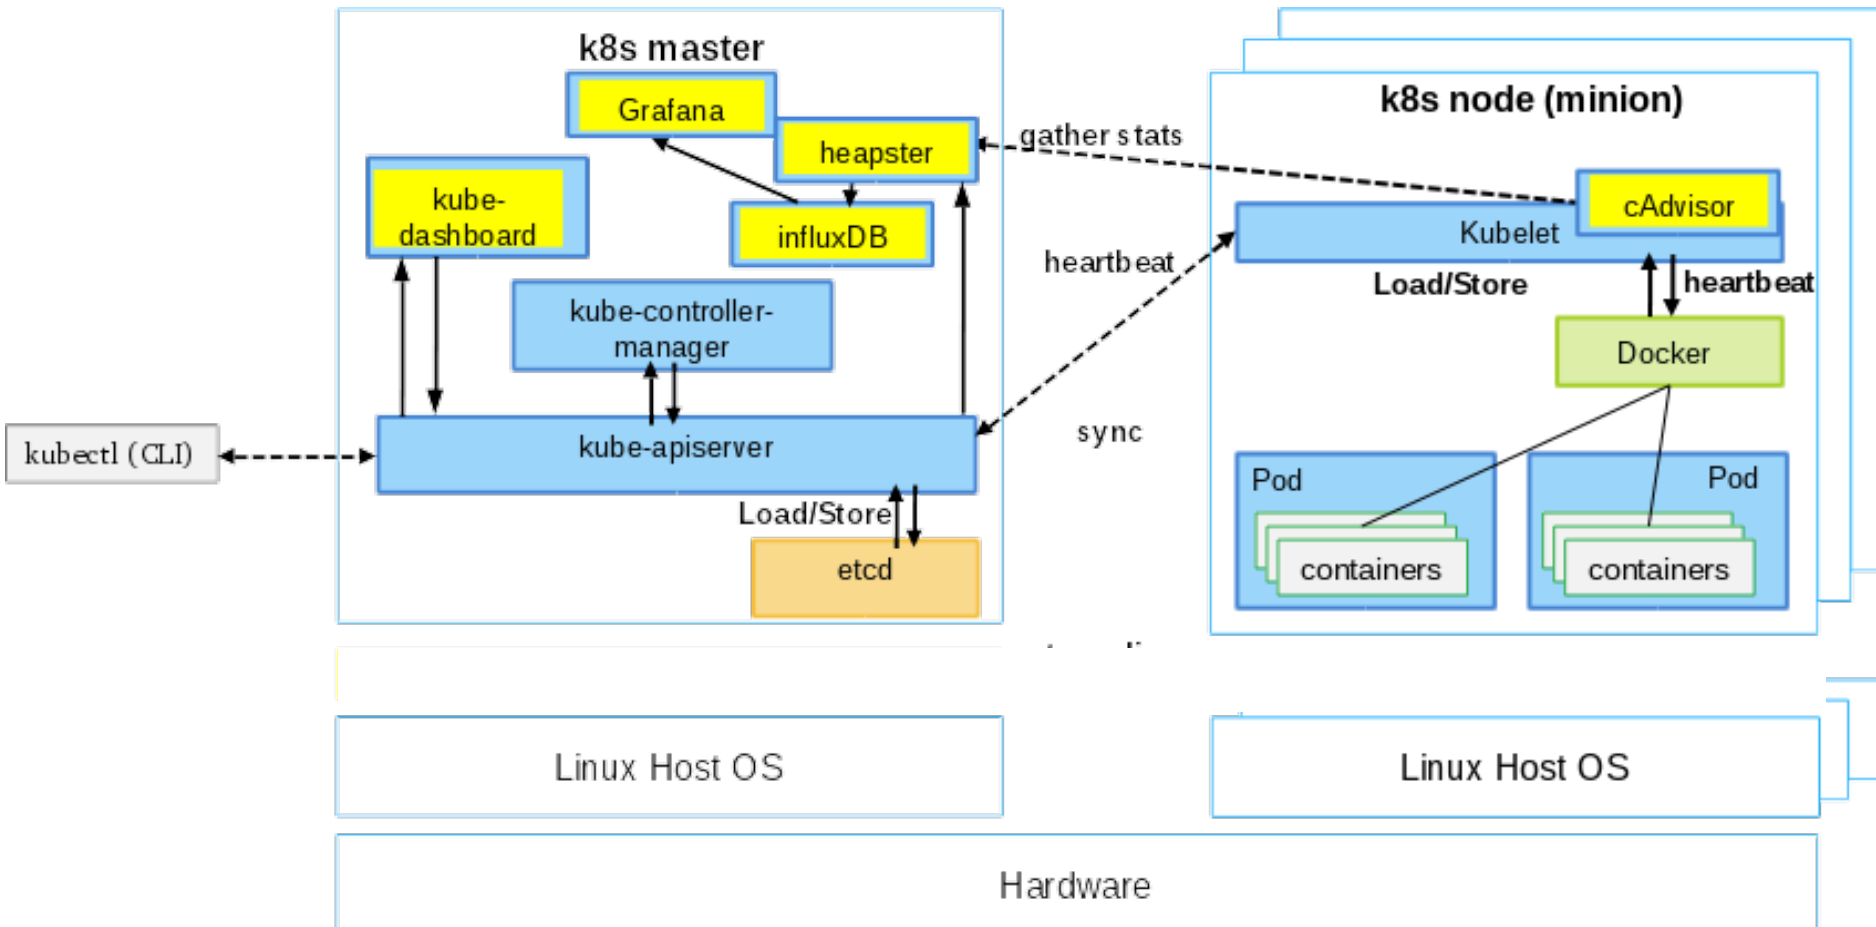 k8s master
Grafana
heapster
kube-
dashboard
influxDB
kube-controller-
manager
kubectl (CLI)
kube-apiserver
Load/Store
etcd
gather stats
heartbeat
sync
k8s node (minion)
cAdvisor
Kubelet
Load/Store
heartbeat
Docker
Pod
Pod
containers
containers
Linux Host OS
Linux Host OS
Hardware